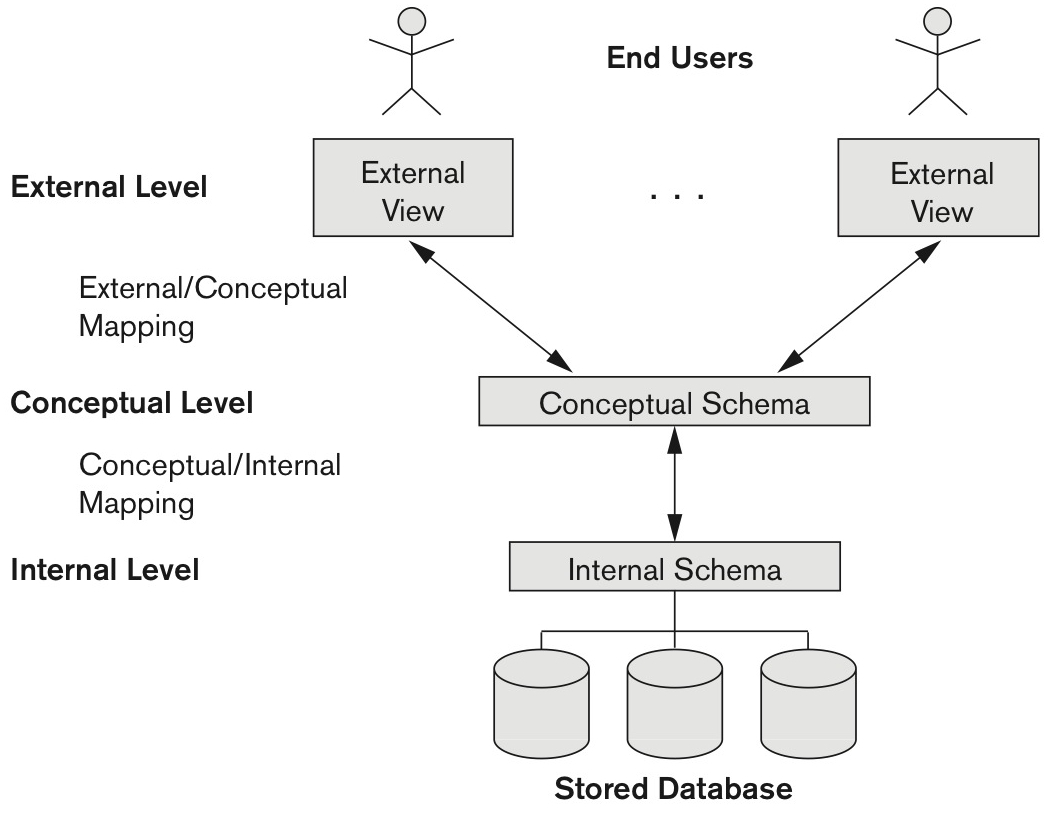 End Users
External Level
External
View
. . .
External
View
External/Conceptual
Mapping
Conceptual Level
Conceptual Schema
Conceptual/Internal
Mapping
Internal Level
Internal Schema
Stored Database